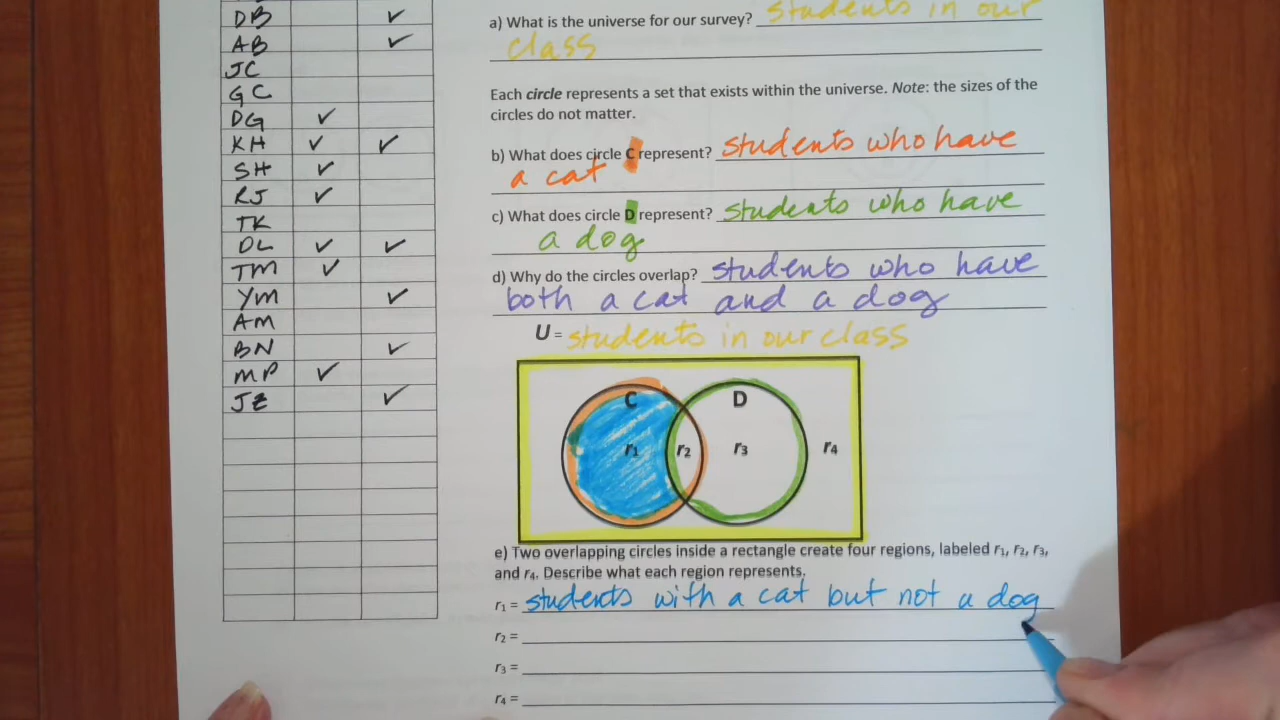 DB ✓
AB ✓
JC
GC
DG ✓
KH ✓ ✓
SH ✓
RJ ✓
TK
DL ✓ ✓
TM ✓
YM ✓
AM
BN ✓
MP ✓
JZ ✓
a) What is the universe for our survey? students in our
class
Each circle represents a set that exists within the universe. Note: the sizes of the
circles do not matter.
b) What does circle C represent? students who have
a cat
c) What does circle D represent? students who have
a dog
d) Why do the circles overlap? students who have
both a cat and a dog
U = students in our class
C D
r1 r2 r3 r4
e) Two overlapping circles inside a rectangle create four regions, labeled r1, r2, r3,
and r4. Describe what each region represents.
r1 = students with a cat but not a dog
r2 =
r3 =
r4 =